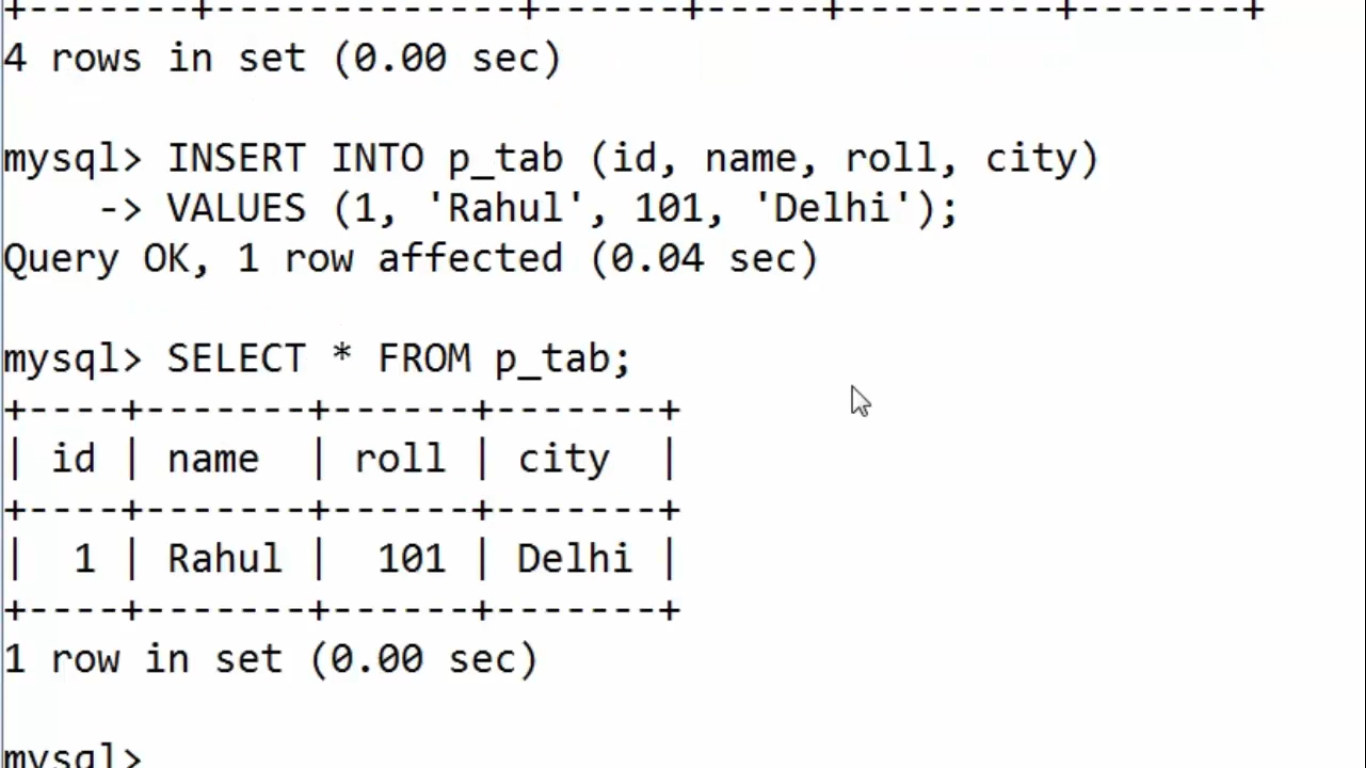 +-------+--------------+------+-----+---------+-------+
4 rows in set (0.00 sec)
mysql> INSERT INTO p_tab (id, name, roll, city)
    -> VALUES (1, 'Rahul', 101, 'Delhi');
Query OK, 1 row affected (0.04 sec)
mysql> SELECT * FROM p_tab;
+----+-------+------+-------+
| id | name  | roll | city  |
+----+-------+------+-------+
|  1 | Rahul |  101 | Delhi |
+----+-------+------+-------+
1 row in set (0.00 sec)
mysql>